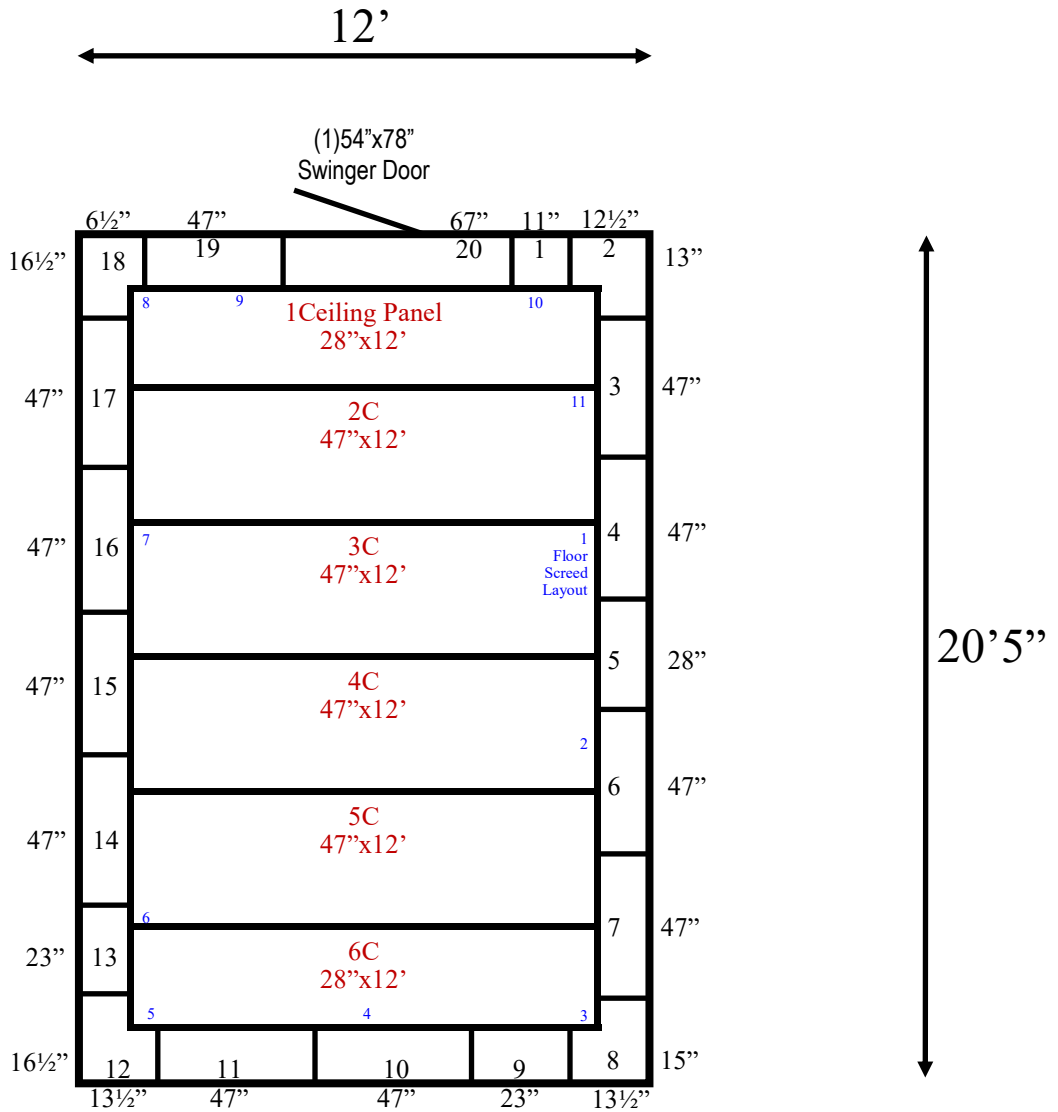 12’
(1)54”x78”
Swinger Door
6½” 47” 67” 11” 12½”
16½” 18 19 20 1 2 13”
8 9 10
1Ceiling Panel
28”x12’
47” 17 3 47”
2C 11
47”x12’
47” 16 7 3C 1 4 47”
47”x12’
Floor
Screed
Layout
20’5”
47” 15 5 28”
4C
47”x12’
2
47” 14 6 47”
5C
47”x12’
6
23” 13 7 47”
6C
28”x12’
5 4 3
16½” 12 11 10 9 8 15”
13½” 47” 47” 23” 13½”